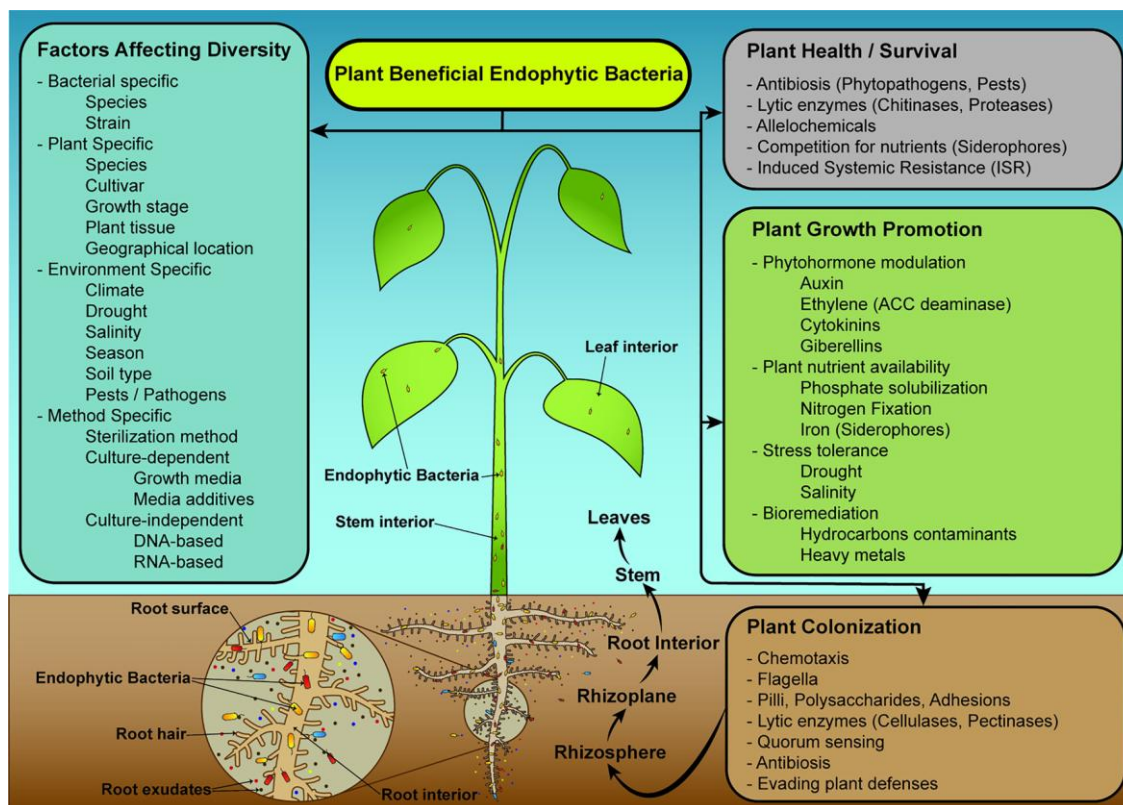 Plant Beneficial Endophytic Bacteria
Factors Affecting Diversity
- Bacterial specific
Species
Strain
- Plant Specific
Species
Cultivar
Growth stage
Plant tissue
Geographical location
- Environment Specific
Climate
Drought
Salinity
Season
Soil type
Pests / Pathogens
- Method Specific
Sterilization method
Culture-dependent
Growth media
Media additives
Culture-independent
DNA-based
RNA-based
Plant Health / Survival
- Antibiosis (Phytopathogens, Pests)
- Lytic enzymes (Chitinases, Proteases)
- Allelochemicals
- Competition for nutrients (Siderophores)
- Induced Systemic Resistance (ISR)
Plant Growth Promotion
- Phytohormone modulation
Auxin
Ethylene (ACC deaminase)
Cytokinins
Giberellins
- Plant nutrient availability
Phosphate solubilization
Nitrogen Fixation
Iron (Siderophores)
- Stress tolerance
Drought
Salinity
- Bioremediation
Hydrocarbons contaminants
Heavy metals
Plant Colonization
- Chemotaxis
- Flagella
- Pilli, Polysaccharides, Adhesions
- Lytic enzymes (Cellulases, Pectinases)
- Quorum sensing
- Antibiosis
- Evading plant defenses
Leaf interior
Endophytic Bacteria
Stem interior
Leaves
Stem
Root Interior
Rhizoplane
Rhizosphere
Root surface
Endophytic Bacteria
Root hair
Root exudates
Root interior